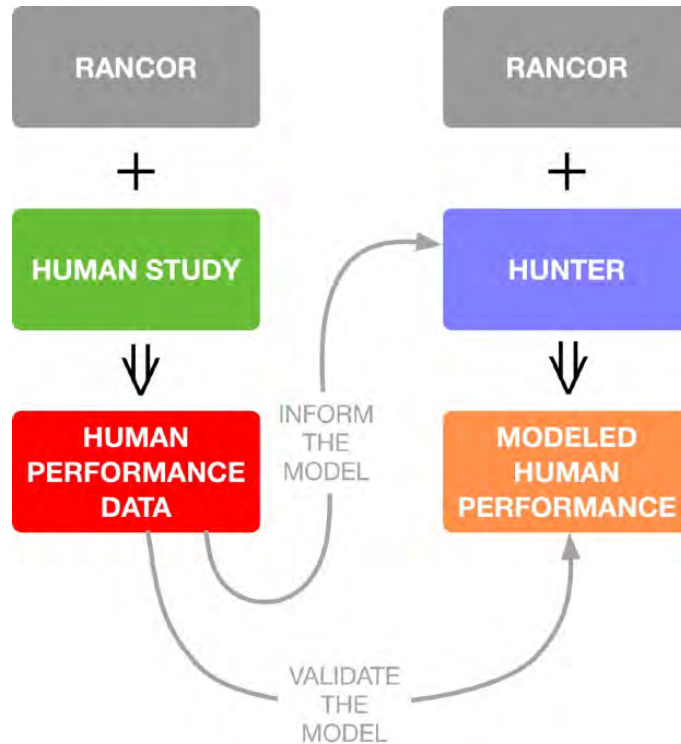 RANCOR
+
HUMAN STUDY
⇓
HUMAN
PERFORMANCE
DATA
INFORM
THE
MODEL
RANCOR
+
HUNTER
⇓
MODELED
HUMAN
PERFORMANCE
VALIDATE
THE
MODEL